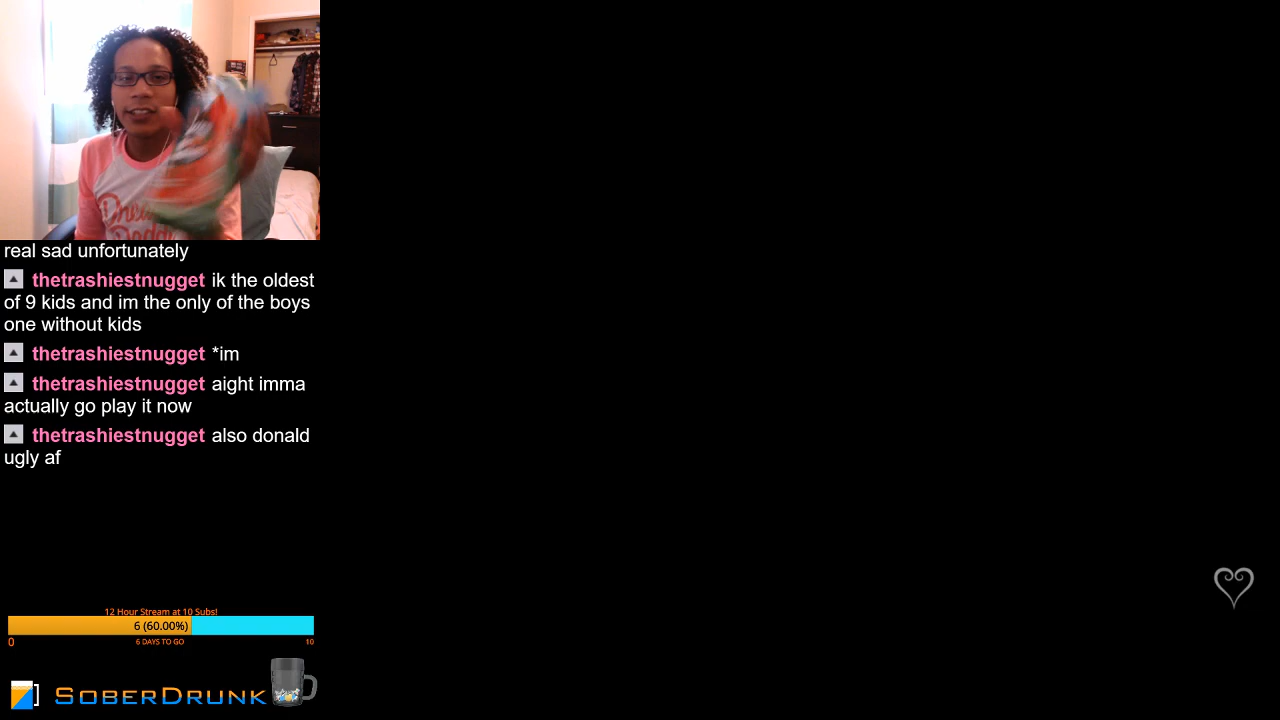 real sad unfortunately
thetrashiestnugget ik the oldest
of 9 kids and im the only of the boys
one without kids
thetrashiestnugget *im
thetrashiestnugget aight imma
actually go play it now
thetrashiestnugget also donald
ugly af
12 Hour Stream at 10 Subs!
6 (60.00%)
0 6 DAYS TO GO 10
SOBERDRUNK